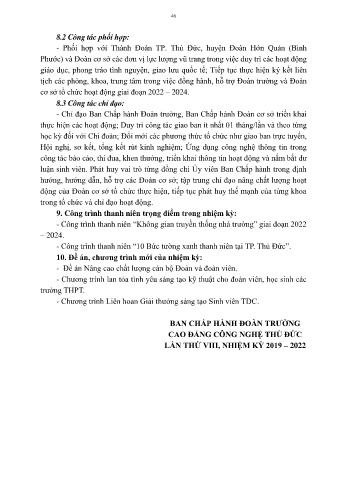 46
8.2 Công tác phối hợp:
- Phối hợp với Thành Đoàn TP. Thủ Đức, huyện Đoàn Hớn Quản (Bình
Phước) và Đoàn cơ sở các đơn vị lực lượng vũ trang trong việc duy trì các hoạt động
giáo dục, phong trào tình nguyện, giao lưu quốc tế; Tiếp tục thực hiện ký kết liên
tịch các phòng, khoa, trung tâm trong việc đồng hành, hỗ trợ Đoàn trường và Đoàn
cơ sở tổ chức hoạt động giai đoạn 2022 – 2024.
8.3 Công tác chỉ đạo:
- Chỉ đạo Ban Chấp hành Đoàn trường, Ban Chấp hành Đoàn cơ sở triển khai
thực hiện các hoạt động; Duy trì công tác giao ban ít nhất 01 tháng/lần và theo từng
học kỳ đối với Chi đoàn; Đổi mới các phương thức tổ chức như giao ban trực tuyến,
Hội nghị, sơ kết, tổng kết rút kinh nghiệm; Ứng dụng công nghệ thông tin trong
công tác báo cáo, thi đua, khen thưởng, triển khai thông tin hoạt động và nắm bắt dư
luận sinh viên. Phát huy vai trò từng đồng chí Ủy viên Ban Chấp hành trong định
hướng, hướng dẫn, hỗ trợ các Đoàn cơ sở; tập trung chỉ đạo nâng chất lượng hoạt
động của Đoàn cơ sở tổ chức thực hiện, tiếp tục phát huy thế mạnh của từng khoa
trong tổ chức và chỉ đạo hoạt động.
9. Công trình thanh niên trọng điểm trong nhiệm kỳ:
- Công trình thanh niên “Không gian truyền thống nhà trường” giai đoạn 2022
– 2024.
- Công trình thanh niên “10 Bức tường xanh thanh niên tại TP. Thủ Đức”.
10. Đề án, chương trình mới của nhiệm kỳ:
- Đề án Nâng cao chất lượng cán bộ Đoàn và đoàn viên.
- Chương trình lan tỏa tình yêu sáng tạo kỹ thuật cho đoàn viên, học sinh các
trường THPT.
- Chương trình Liên hoan Giải thưởng sáng tạo Sinh viên TDC.
BAN CHẤP HÀNH ĐOÀN TRƯỜNG
CAO ĐẲNG CÔNG NGHỆ THỦ ĐỨC
LẦN THỨ VIII, NHIỆM KỲ 2019 – 2022